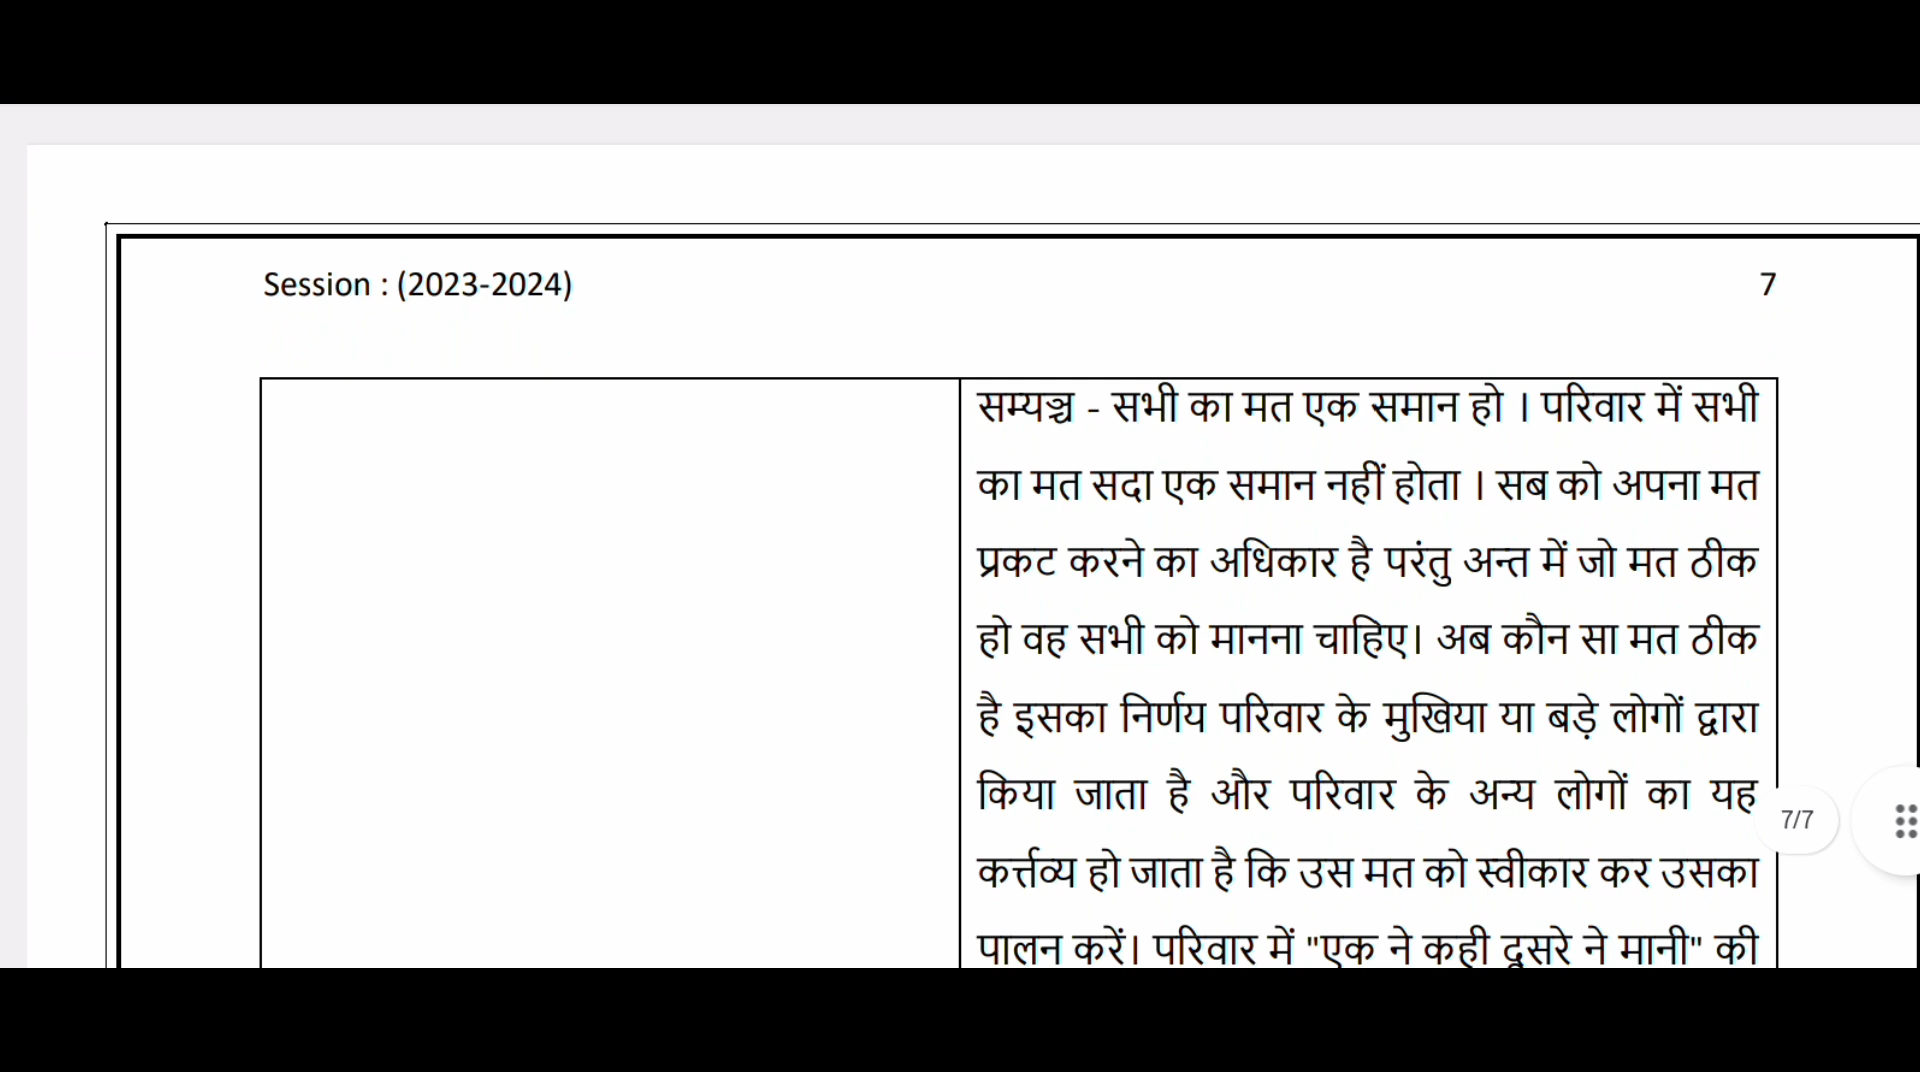 Session : (2023-2024)
7
सम्यञ्च - सभी का मत एक समान हो । परिवार में सभी
का मत सदा एक समान नहीं होता । सब को अपना मत
प्रकट करने का अधिकार है परंतु अन्त में जो मत ठीक
हो वह सभी को मानना चाहिए। अब कौन सा मत ठीक
है इसका निर्णय परिवार के मुखिया या बड़े लोगों द्वारा
किया जाता है और परिवार के अन्य लोगों का यह
7/7
कर्त्तव्य हो जाता है कि उस मत को स्वीकार कर उसका
पालन करें। परिवार में "एक ने कही दूसरे ने मानी" की